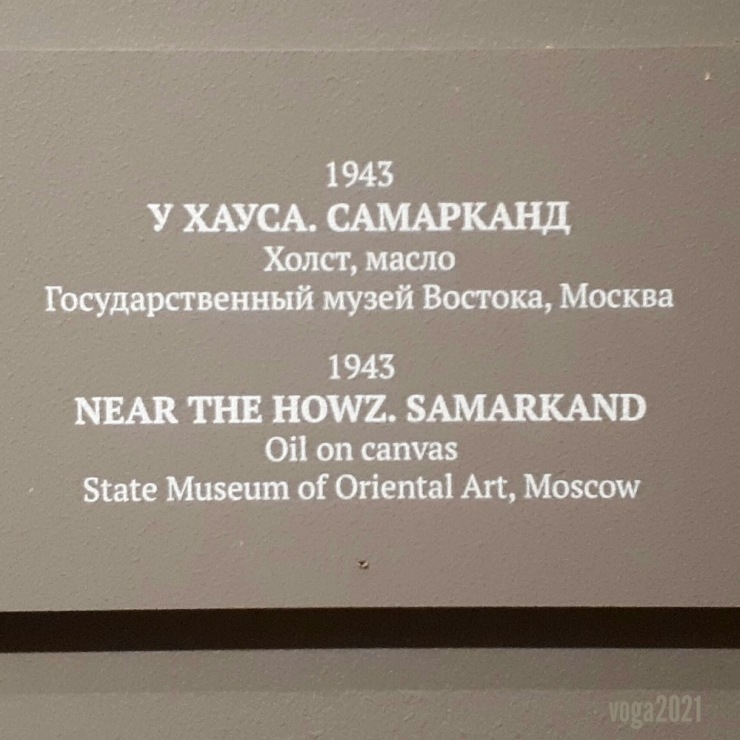 1943
У ХАУСА. САМАРКАНД
Холст, масло
Государственный музей Востока, Москва
1943
NEAR THE HOWZ. SAMARKAND
Oil on canvas
State Museum of Oriental Art, Moscow
voga2021